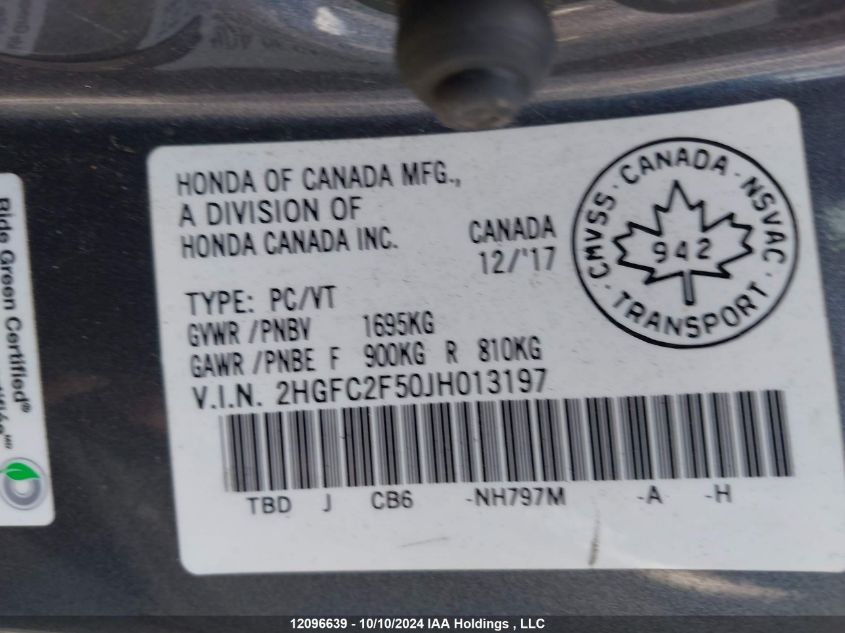 HONDA OF CANADA MFG.,
A DIVISION OF
HONDA CANADA INC.
CANADA
12/'17
CMVSS · CANADA · NSVAC · TRANSPORT ·
942
TYPE: PC/VT
GVWR /PNBV 1695KG
GAWR /PNBE F 900KG R 810KG
V.I.N. 2HGFC2F50JH013197
TBD J CB6 -NH797M -A -H
Ride Green Certified®
12096639 - 10/10/2024 IAA Holdings , LLC